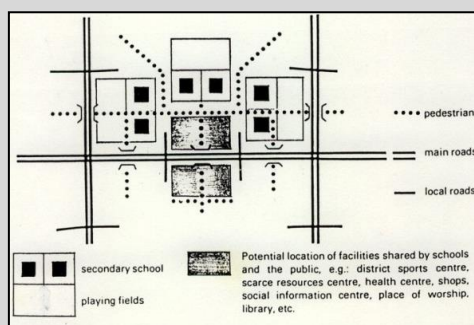 pedestrian
main roads
local roads
secondary school
playing fields
Potential location of facilities shared by schools
and the public, e.g.: district sports centre,
scarce resources centre, health centre, shops,
social information centre, place of worship,
library, etc.